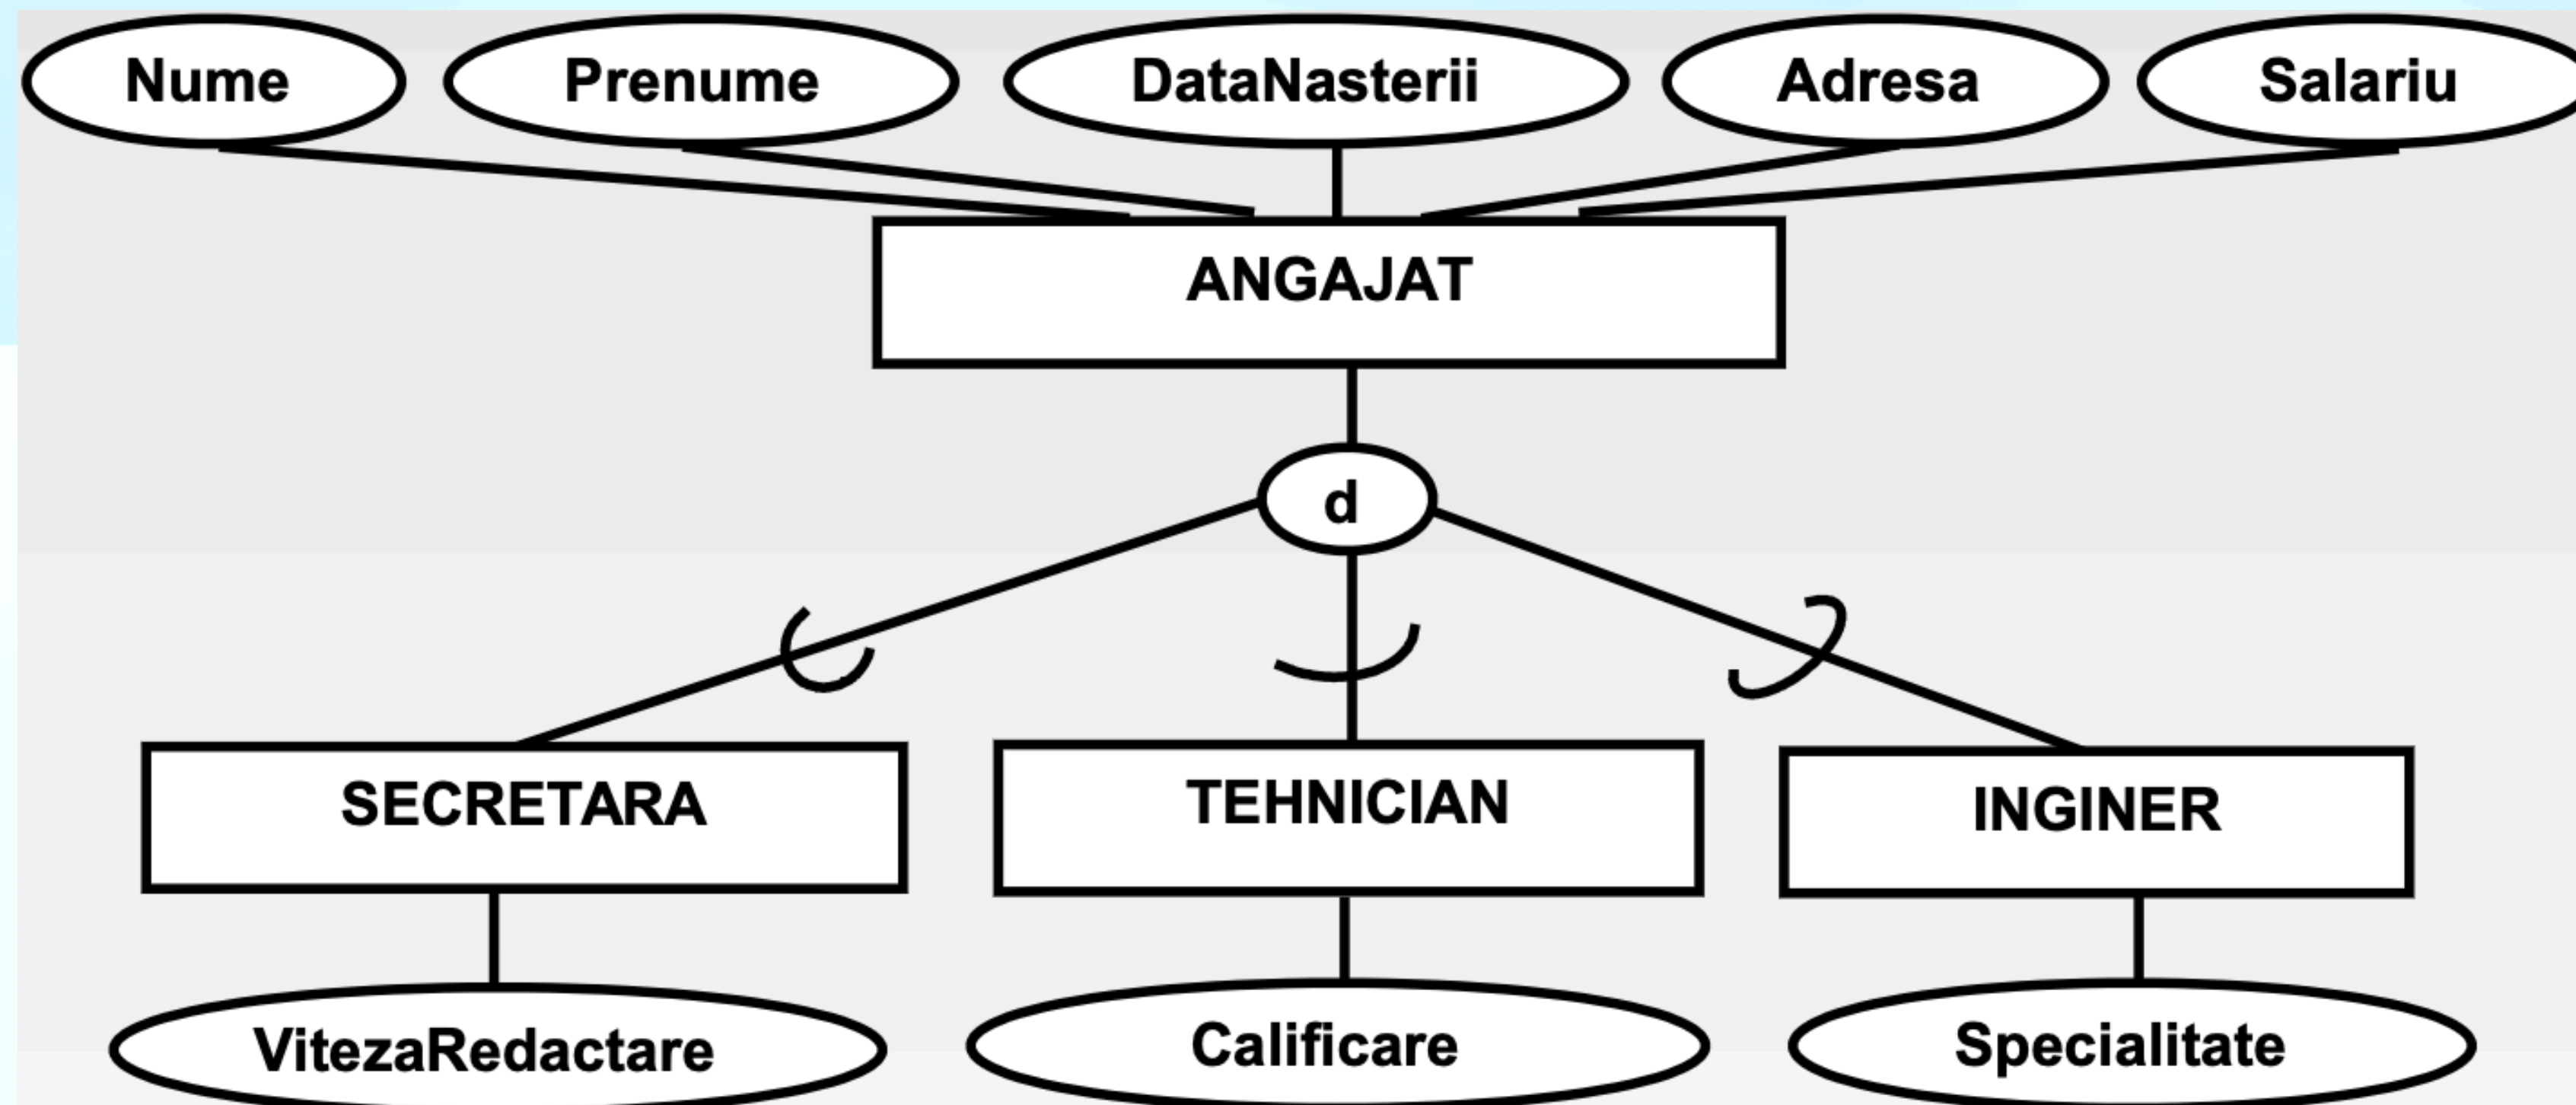 Nume
Prenume
DataNasterii
Adresa
Salariu
ANGAJAT
d
SECRETARA
TEHNICIAN
INGINER
VitezaRedactare
Calificare
Specialitate